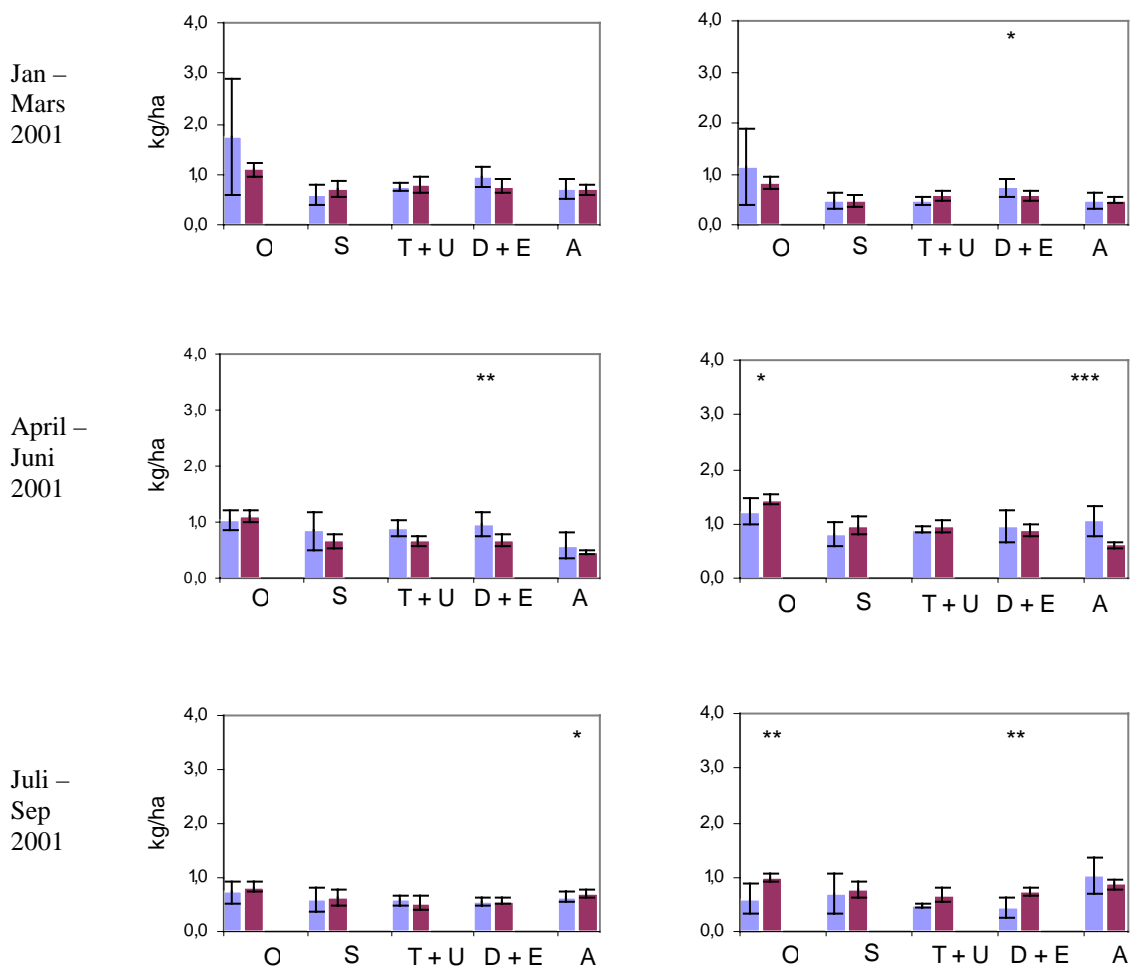 Jan –
Mars
2001
kg/ha
4,0
3,0
2,0
1,0
0,0
O S T + U D + E A
4,0
3,0
2,0
1,0
0,0
*
O S T + U D + E A
April –
Juni
2001
kg/ha
4,0
3,0
2,0
1,0
0,0
**
O S T + U D + E A
4,0
3,0
2,0
1,0
0,0
* ***
O S T + U D + E A
Juli –
Sep
2001
kg/ha
4,0
3,0
2,0
1,0
0,0
*
O S T + U D + E A
4,0
3,0
2,0
1,0
0,0
** **
O S T + U D + E A